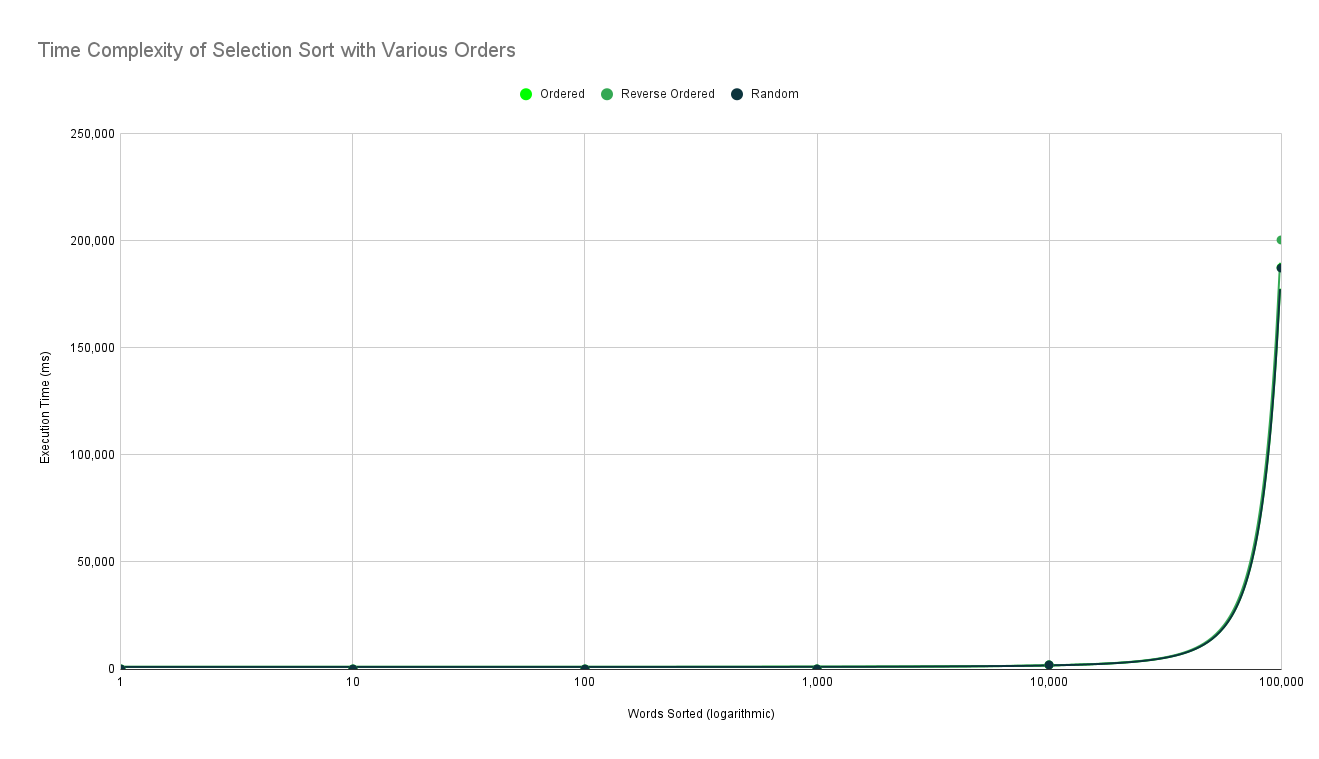 Time Complexity of Selection Sort with Various Orders
Ordered Reverse Ordered Random
250,000
200,000
150,000
100,000
50,000
0
Execution Time (ms)
1 10 100 1,000 10,000 100,000
Words Sorted (logarithmic)